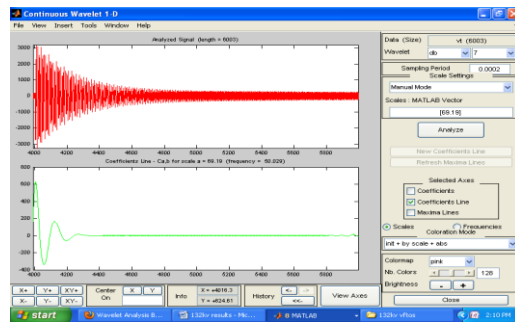 Continuous Wavelet 1-D
File View Insert Tools Window Help
Analyzed Signal (length = 6003)
3000
2000
1000
0
-1000
-2000
-3000
4000 4200 4400 4600 4800 5000 5200 5400 5600 5800
Coefficients Line - Ca,b for scale a = 69.19 (frequency = 50.029)
800
600
400
200
0
-200
-400
4000 4200 4400 4600 4800 5000 5200 5400 5600 5800
Data (Size) vt (6003)
Wavelet db 7
Sampling Period 0.0002
Scale Settings
Manual Mode
Scales : MATLAB Vector
[69.19]
Analyze
New Coefficients Line
Refresh Maxima Lines
Selected Axes
Coefficients
Coefficients Line
Maxima Lines
Scales Frequencies
Coloration Mode
init + by scale + abs
Colormap pink
Nb. Colors 128
Brightness - +
Close
X+ Y+ XY+
X- Y- XY-
Center On X Y
Info X = +4816.3
Y = +624.61
History <- ->
<<-
View Axes
start Wavelet Analysis B... 132kv results - Mic... 6 MATLAB 132kv vftos 2:10 PM